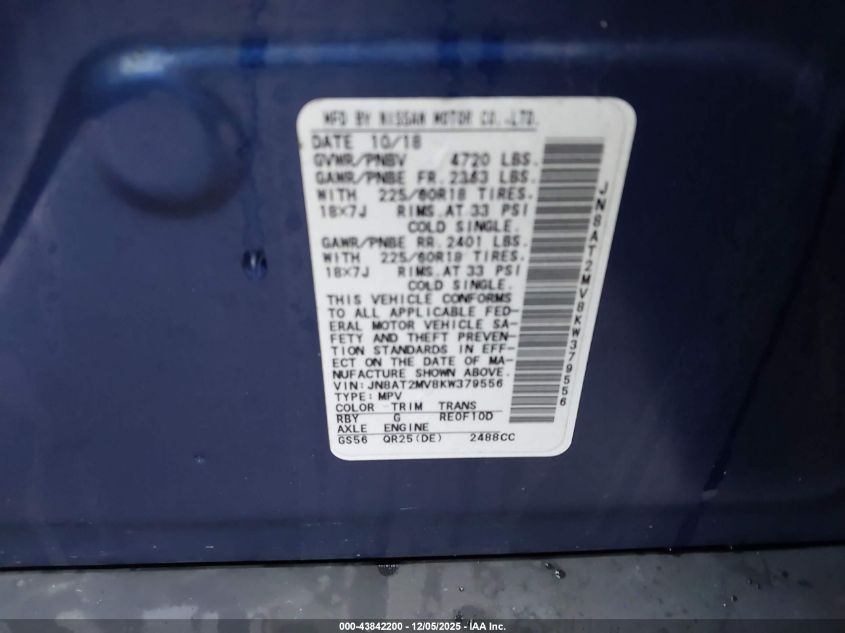 MFD BY NISSAN MOTOR CO.,LTD.
DATE 10/18
GVWR/PNBV 4720 LBS.
GAWR/PNBE FR. 2343 LBS.
WITH 225/60R18 TIRES.
18×7J RIMS.AT 33 PSI
COLD SINGLE.
GAWR/PNBE RR. 2401 LBS.
WITH 225/60R18 TIRES.
18×7J RIMS.AT 33 PSI
COLD SINGLE.
THIS VEHICLE CONFORMS
TO ALL APPLICABLE FED-
ERAL MOTOR VEHICLE SA-
FETY AND THEFT PREVEN-
TION STANDARDS IN EFF-
ECT ON THE DATE OF MA-
NUFACTURE SHOWN ABOVE.
VIN:JN8AT2MV8KW379556
TYPE:MPV
COLOR TRIM TRANS
RBY G RE0F10D
AXLE ENGINE
GS56 QR25(DE) 2488CC
JN8AT2MV8KW379556
000-43842200 - 12/05/2025 - IAA Inc.